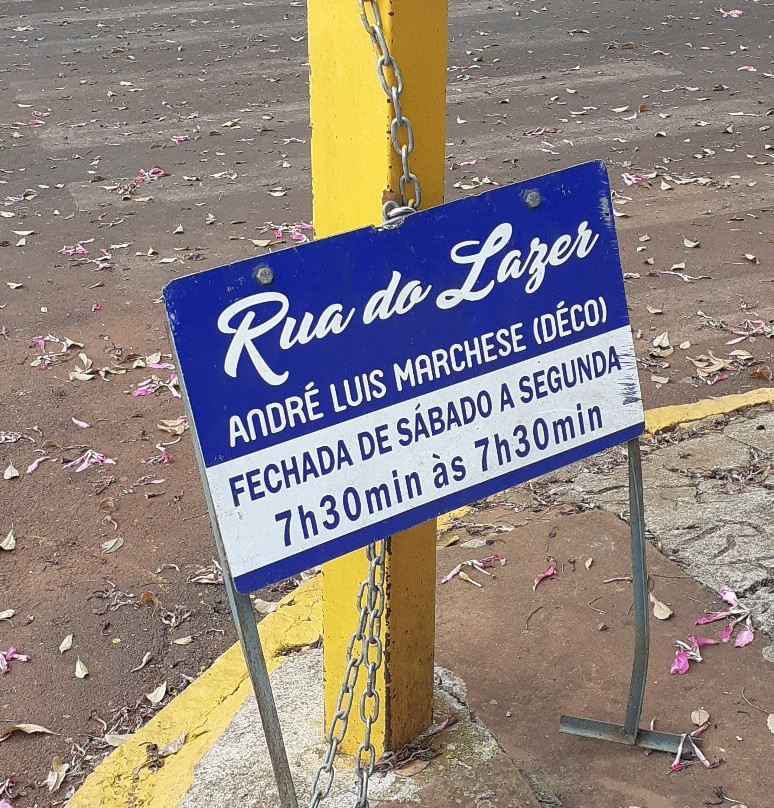 Rua do Lazer
ANDRÉ LUIS MARCHESE (DÉCO)
FECHADA DE SÁBADO A SEGUNDA
7h30min às 7h30min